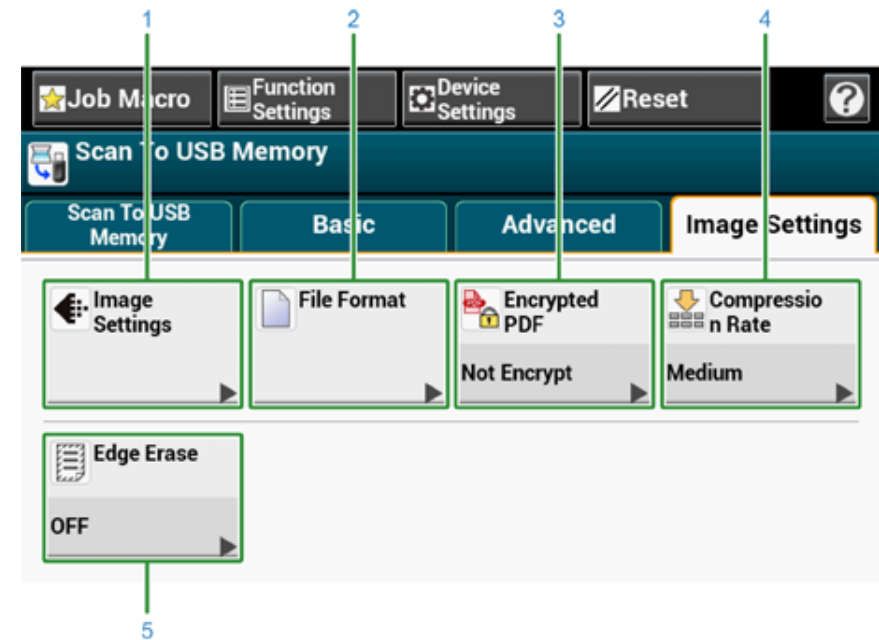 1 2 3 4
Job Macro Function Settings Device Settings Reset ?
Scan To USB Memory
Scan To USB Memory Basic Advanced Image Settings
Image Settings
File Format
Encrypted PDF
Compressio
n Rate
Not Encrypt
Medium
Edge Erase
OFF
5